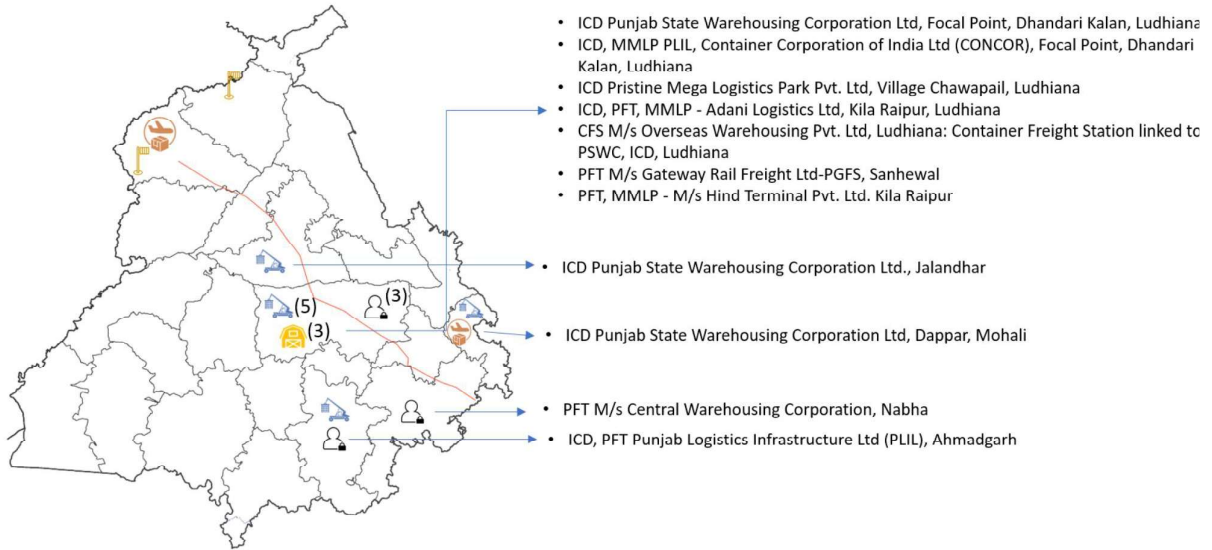 • ICD Punjab State Warehousing Corporation Ltd, Focal Point, Dhandari Kalan, Ludhiana
• ICD, MMLP PLIL, Container Corporation of India Ltd (CONCOR), Focal Point, Dhandari
Kalan, Ludhiana
ICD Pristine Mega Logistics Park Pvt. Ltd, Village Chawapail, Ludhiana
• ICD, PFT, MMLP - Adani Logistics Ltd, Kila Raipur, Ludhiana
• CFS M/s Overseas Warehousing Pvt. Ltd, Ludhiana: Container Freight Station linked to
PSWC, ICD, Ludhiana
• PFT M/s Gateway Rail Freight Ltd-PGFS, Sanhewal
• PFT, MMLP - M/s Hind Terminal Pvt. Ltd. Kila Raipur
• ICD Punjab State Warehousing Corporation Ltd., Jalandhar
(5)
(3)
(3)
• ICD Punjab State Warehousing Corporation Ltd, Dappar, Mohali
• PFT M/s Central Warehousing Corporation, Nabha
• ICD, PFT Punjab Logistics Infrastructure Ltd (PLIL), Ahmadgarh